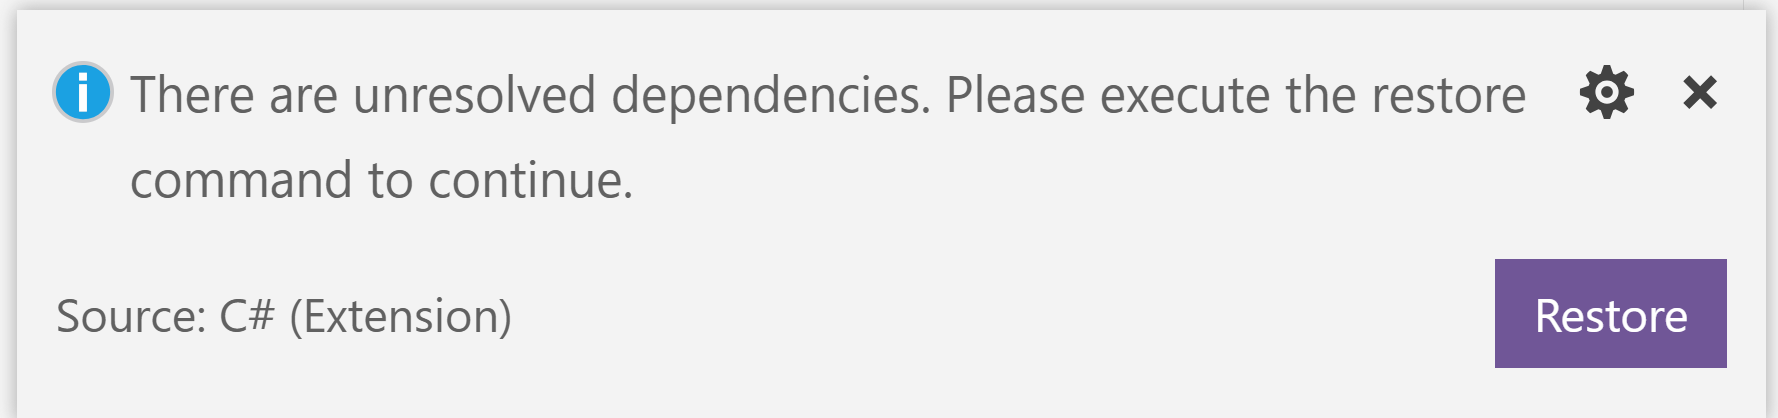 There are unresolved dependencies. Please execute the restore
command to continue.
Source: C# (Extension)
Restore